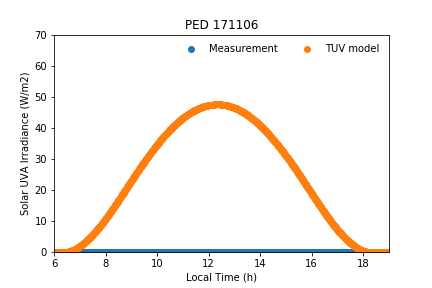 PED 171106
Measurement
TUV model
70
60
50
40
30
20
10
0
Solar UVA Irradiance (W/m2)
6 8 10 12 14 16 18
Local Time (h)